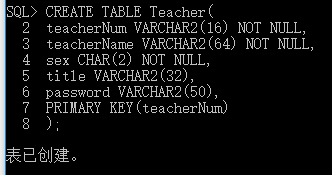 SQL> CREATE TABLE Teacher(
2 teacherNum VARCHAR2(16) NOT NULL,
3 teacherName VARCHAR2(64) NOT NULL,
4 sex CHAR(2) NOT NULL,
5 title VARCHAR2(32),
6 password VARCHAR2(50),
7 PRIMARY KEY(teacherNum)
8 );
表已创建。